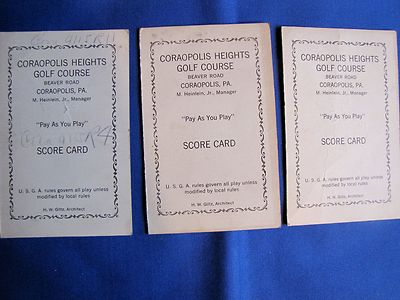 CORAOPOLIS HEIGHTS
GOLF COURSE
BEAVER ROAD
CORAOPOLIS, PA.
M. Heinlein, Jr., Manager
"Pay As You Play"
SCORE CARD
U. S. G. A. rules govern all play unless
modified by local rules
H. W. Glitz, Architect
CORAOPOLIS HEIGHTS
GOLF COURSE
BEAVER ROAD
CORAOPOLIS, PA.
M. Heinlein, Jr., Manager
"Pay As You Play"
SCORE CARD
U. S. G. A. rules govern all play unless
modified by local rules
H. W. Glitz, Architect
CORAOPOLIS HEIGHTS
GOLF COURSE
BEAVER ROAD
CORAOPOLIS, PA.
M. Heinlein, Jr., Manager
"Pay As You Play"
SCORE CARD
U. S. G. A. rules govern all play unless
modified by local rules
H. W. Glitz, Architect